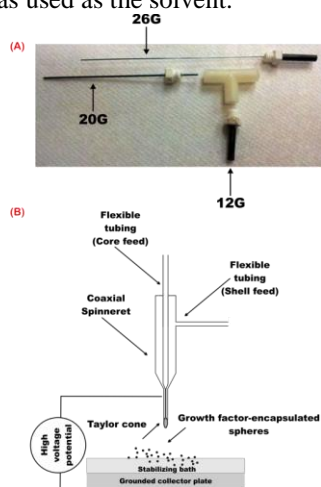 as used as the solvent.
26G
(A)
20G
12G
(B)
Flexible
tubing
(Core feed)
Flexible
tubing
(Shell feed)
Coaxial
Spinneret
High
voltage
potential
Taylor cone
Growth factor-encapsulated
spheres
Stabilizing bath
Grounded collector plate